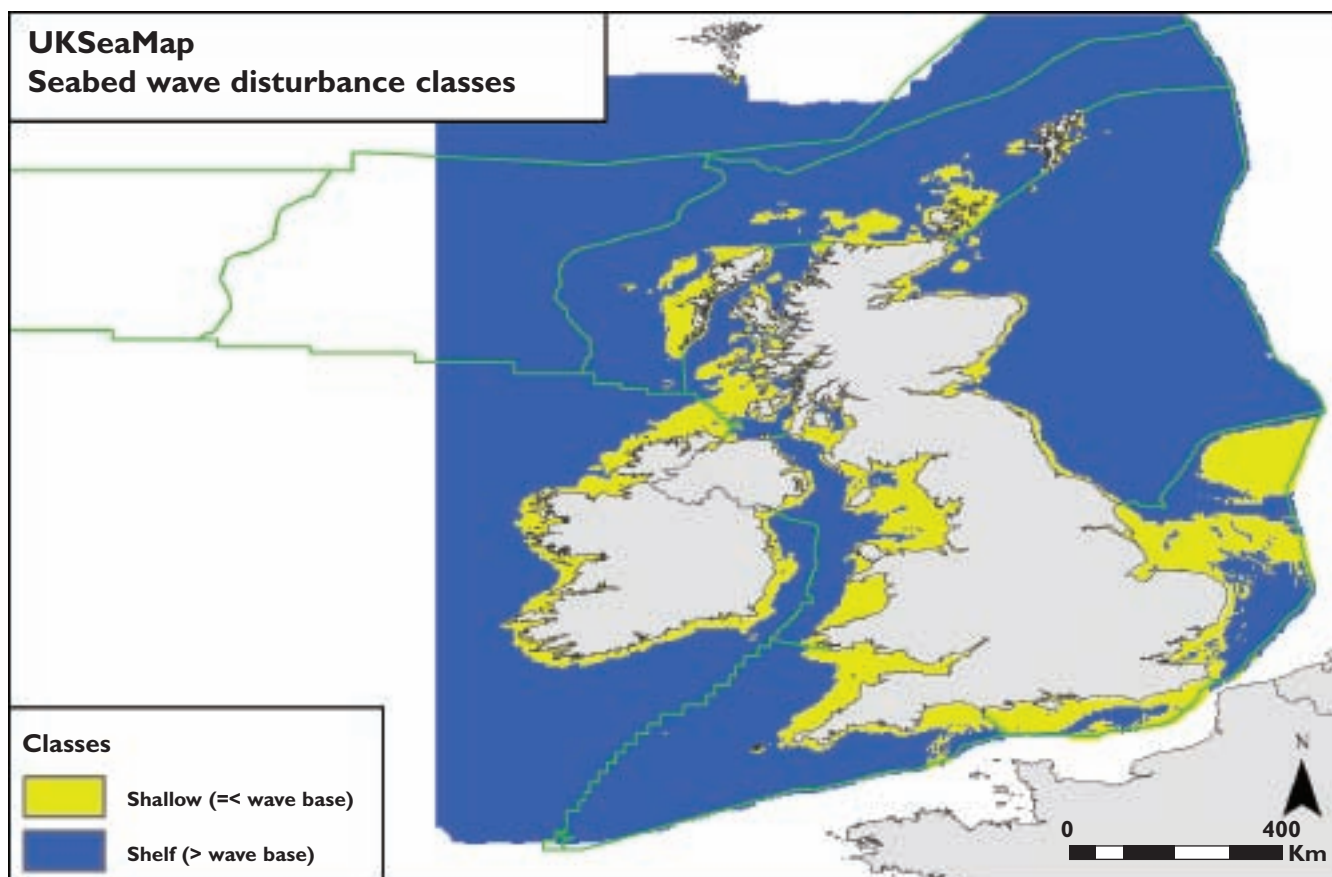 UKSeaMap
Seabed wave disturbance classes
Classes
Shallow (=< wave base)
Shelf (> wave base)
N
0 400
Km